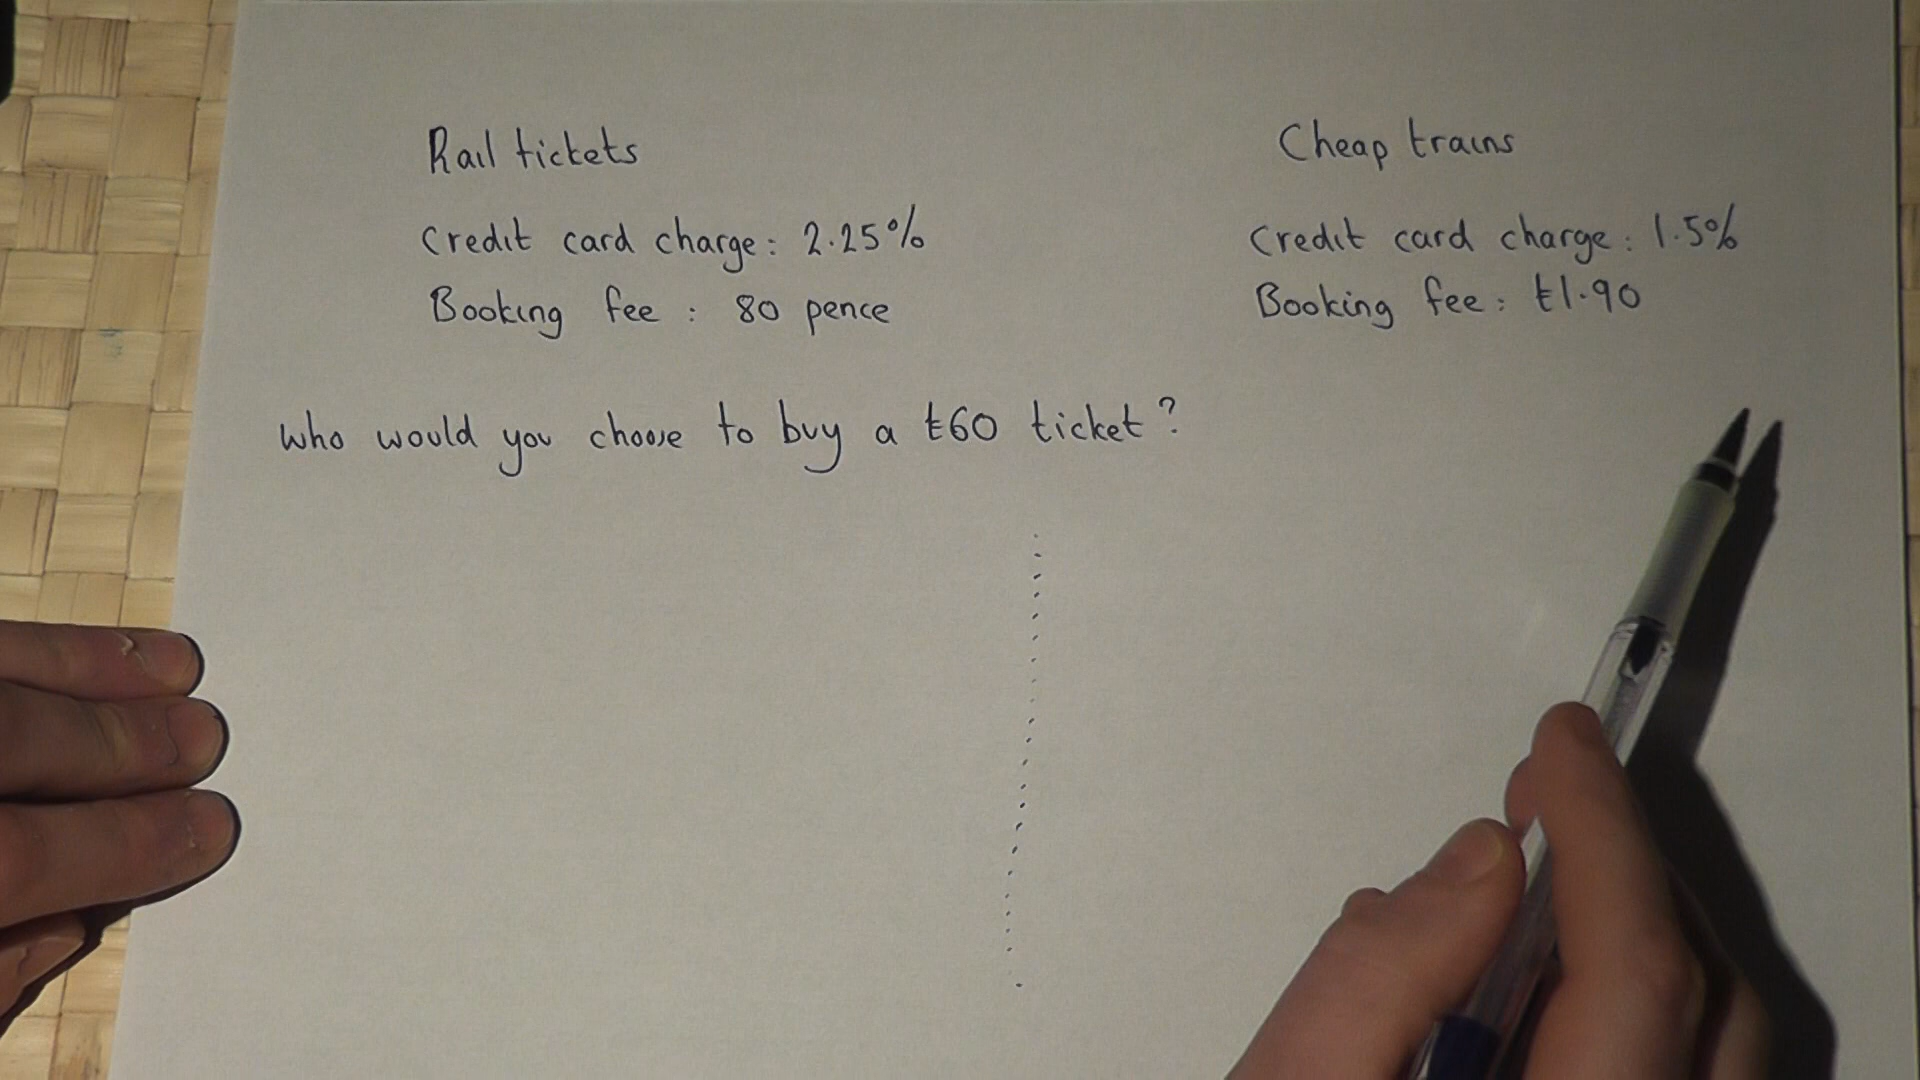 Rail tickets
Credit card charge: 2.25%
Booking fee: 80 pence
Cheap trains
Credit card charge: 1.5%
Booking fee: £1.90
Who would you choose to buy a £60 ticket?